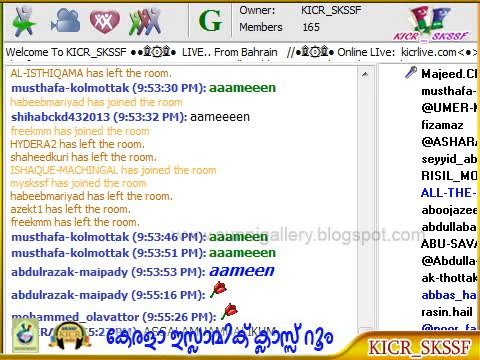 Owner: KICR_SKSSF
Members 165
KICR_SKSSF
Welcome To KICR_SKSSF LIVE.. From Bahrain //● Online Live: kicrlive.com<●>
AL-ISTHIQAMA has left the room.
musthafa-kolmottak (9:53:30 PM): aaameeen
habeebmariyad has joined the room
shihabckd432013 (9:53:32 PM): aameeeen
freekmm has joined the room
HYDERA2 has left the room.
shaheedkuri has left the room.
ISHAQUE-MACHINGAL has joined the room
myskssf has joined the room
habeebmariyad has left the room.
azekt1 has left the room.
freekmm has left the room.
musthafa-kolmottak (9:53:46 PM): aaameeen
musthafa-kolmottak (9:53:51 PM): aaameeen
abdulrazak-maipady (9:53:53 PM): aameen
abdulrazak-maipady (9:55:16 PM):
mohammed_olavattor (9:55:26 PM):
ASSALAMUAMUALIKUM
Majeed.Cl
musthafa-
@UMER-
fizamaz
@ASHARA
seyyid_ab
RISIL_MO
ALL-THE-
aboojazee
abdullaba
ABU-SAVA
@Abdulla-
ak-thottak
abbas_ha
rasin.hail
@noor_fa
gallery.blogspot.com
കേരളാ ഇസ്ലാമിക് ക്ലാസ്സ് റൂം
KICR_SKSSF